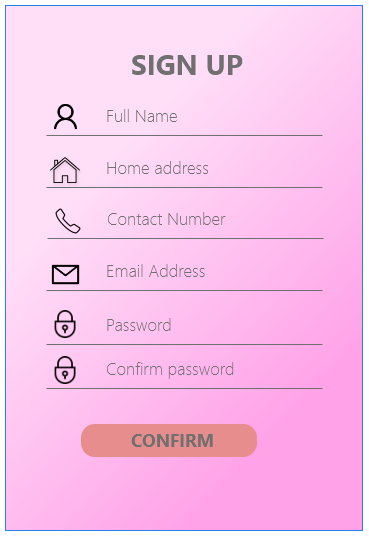 SIGN UP
Full Name
Home address
Contact Number
Email Address
Password
Confirm password
CONFIRM